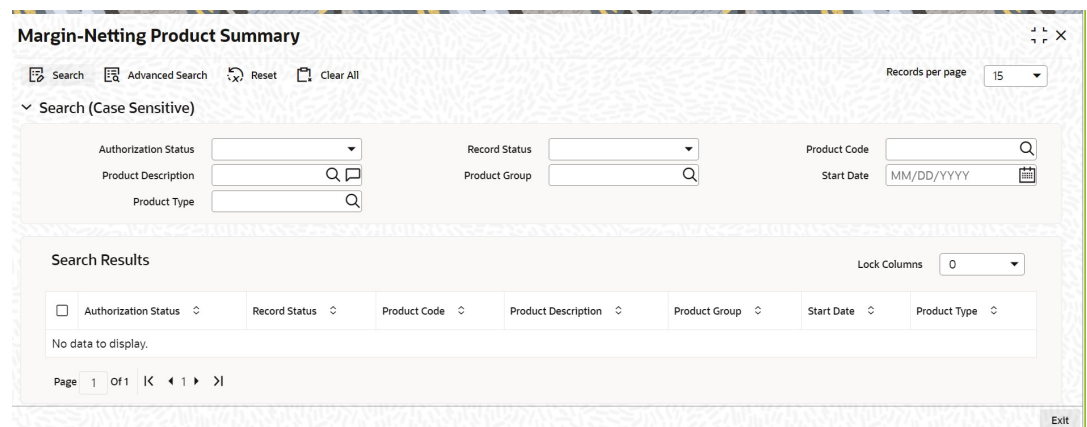 Margin-Netting Product Summary
Search Advanced Search Reset Clear All Records per page 15
Search (Case Sensitive)
Authorization Status Record Status Product Code
Product Description Product Group Start Date MM/DD/YYYY
Product Type
Search Results Lock Columns 0
Authorization Status Record Status Product Code Product Description Product Group Start Date Product Type
No data to display.
Page 1 Of 1 1
Exit